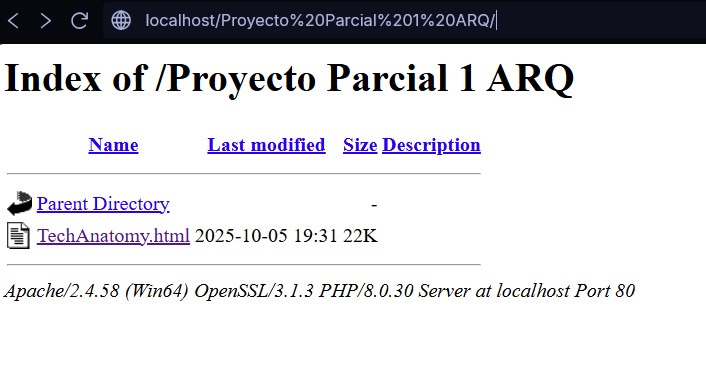 localhost/Proyecto%20Parcial%201%20ARQ/
Index of /Proyecto Parcial 1 ARQ
Name Last modified Size Description
Parent Directory -
TechAnatomy.html 2025-10-05 19:31 22K
Apache/2.4.58 (Win64) OpenSSL/3.1.3 PHP/8.0.30 Server at localhost Port 80